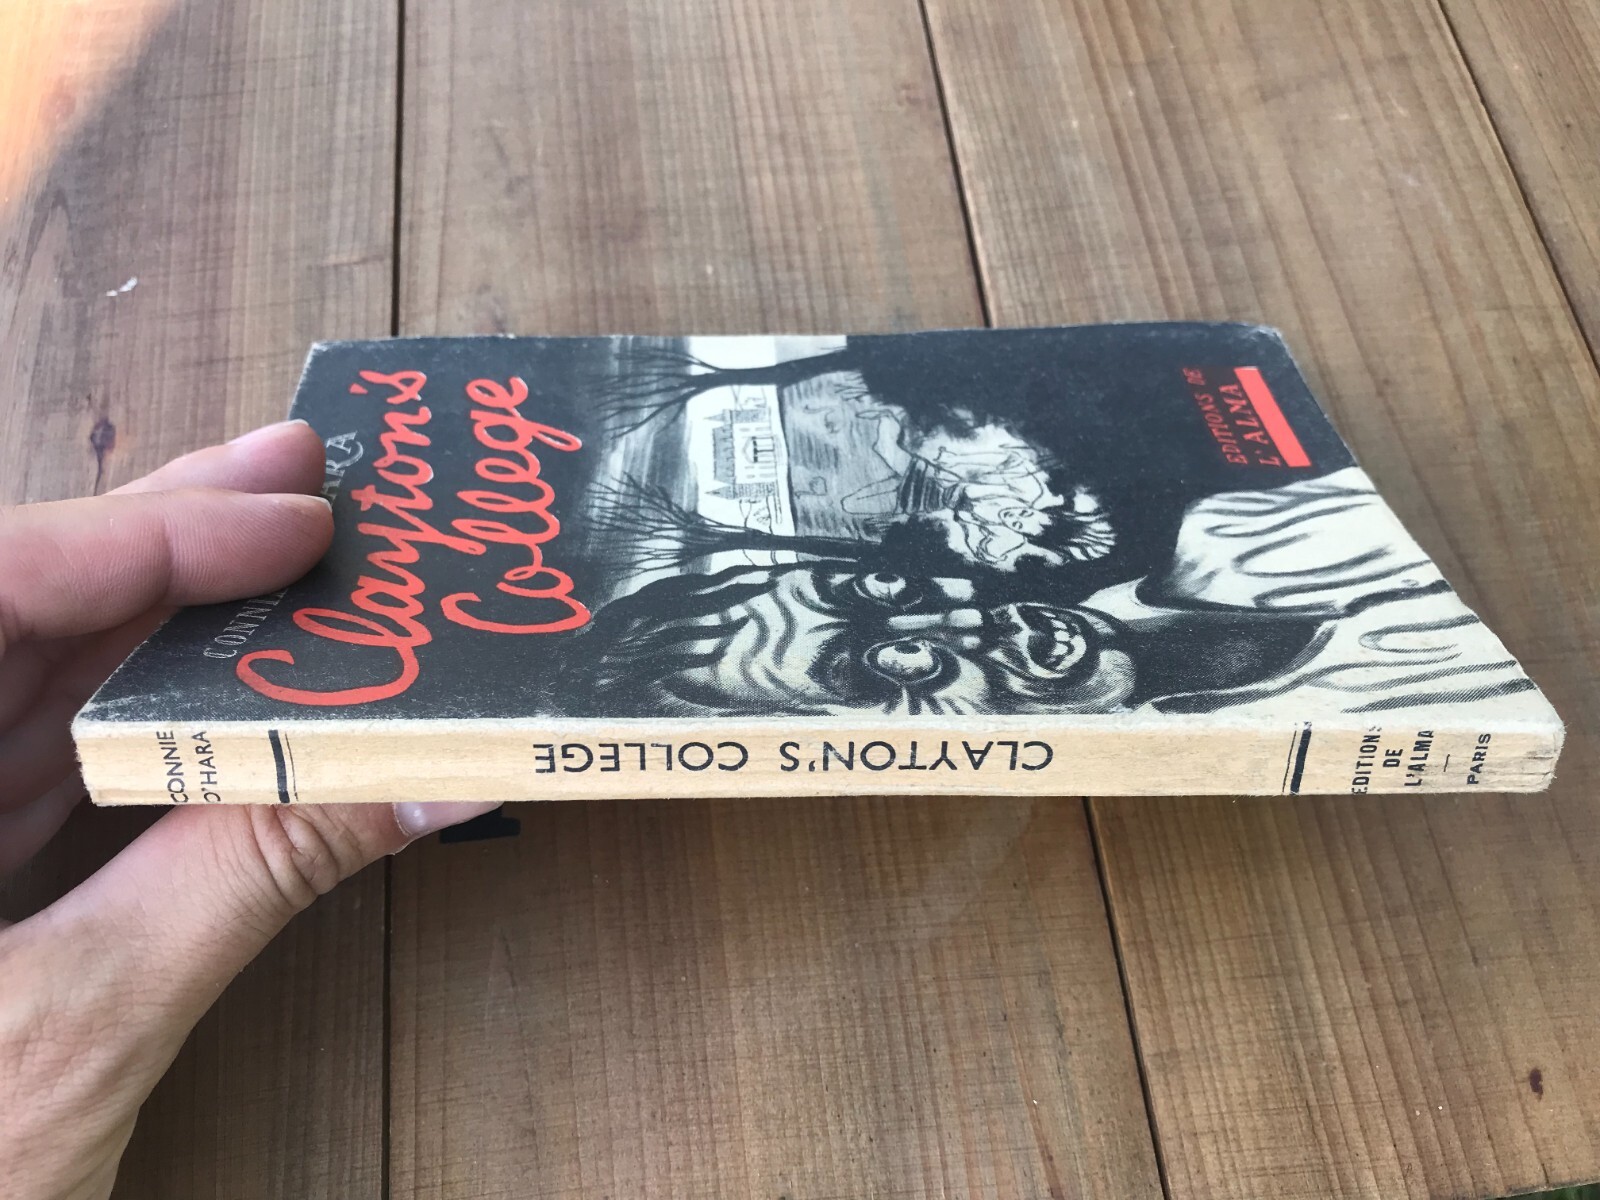 Clayton's
College
EDITIONS DE
L'ALMA
CONNIE
O'HARA
CLAYTON'S COLLEGE
EDITIONS
DE
L'ALMA
—
PARIS